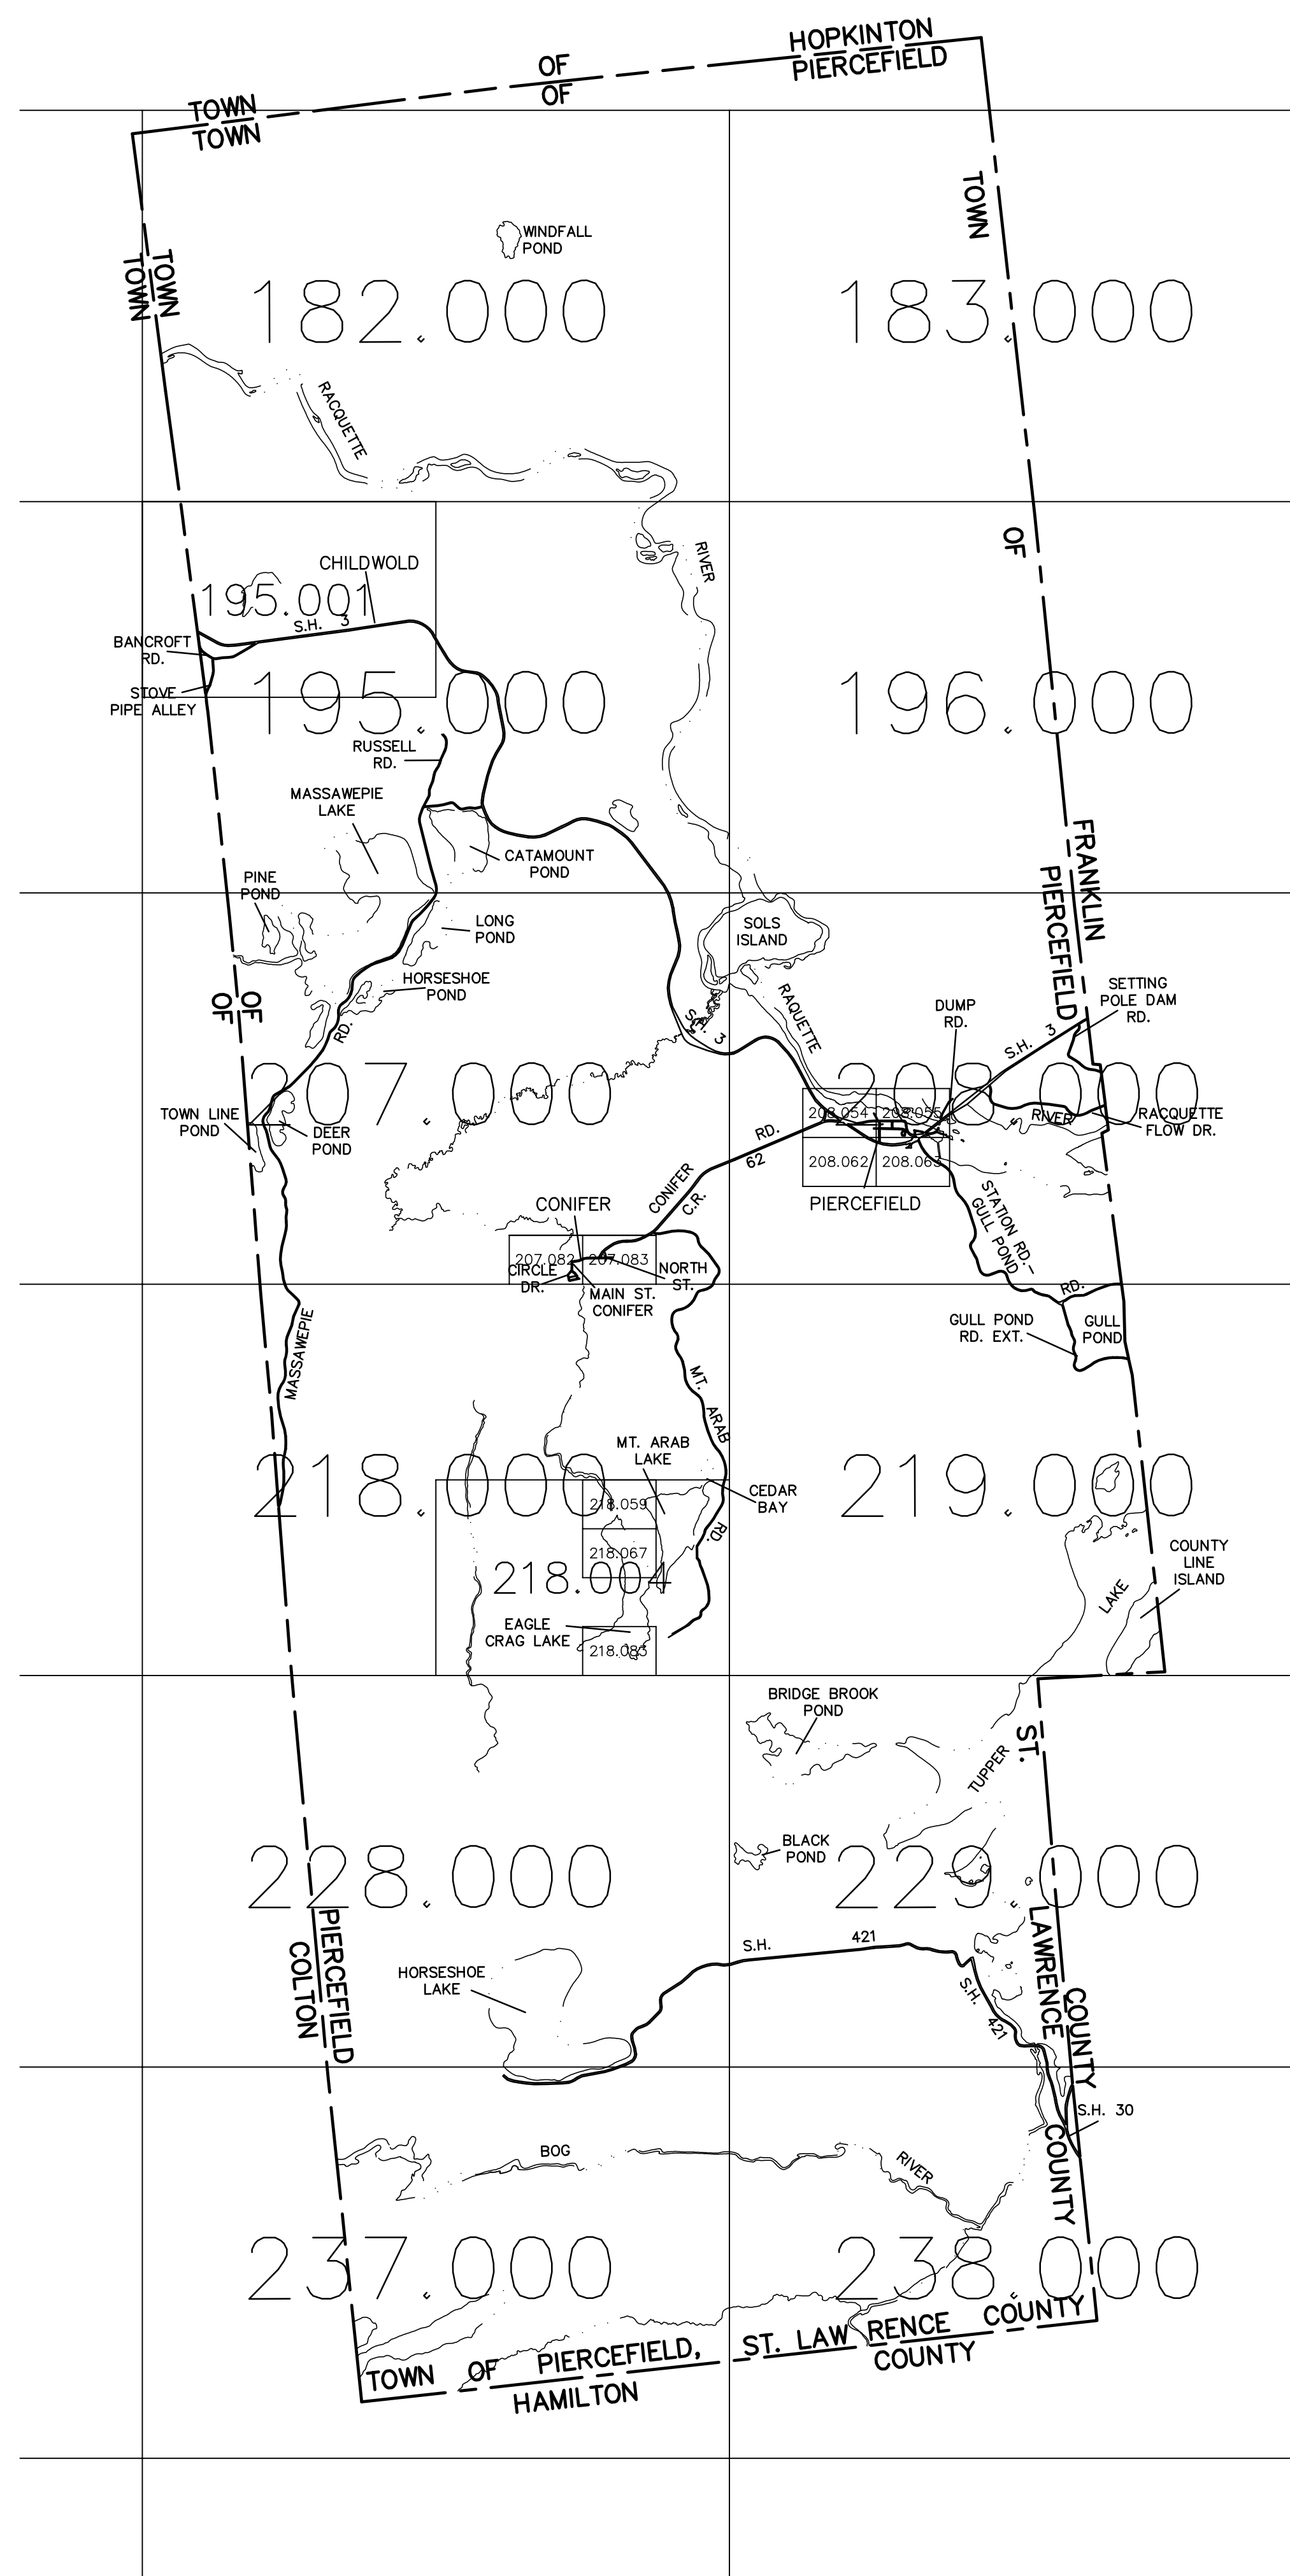 HOPKINTON
OF
PIERCEFIELD
OF
TOWN
TOWN
TOWN
TOWN
TOWN
WINDFALL
POND
182.000
183.000
RACQUETTE
OF
RIVER
CHILDWOLD
195.001
S.H. 3
BANCROFT
RD.
STOVE
PIPE ALLEY
195.000
196.000
RUSSELL
RD.
MASSAWEPIE
LAKE
CATAMOUNT
POND
FRANKLIN
PIERCEFIELD
PINE
POND
LONG
POND
SOLS
ISLAND
HORSESHOE
POND
SETTING
POLE DAM
RD.
OF
OF
RD.
S.H. 3
RAQUETTE
DUMP
RD.
S.H. 3
207.000
208.000
TOWN LINE
POND
DEER
POND
208.054
208.055
RIVER
RACQUETTE
FLOW DR.
RD.
62
208.062
208.063
CONIFER
C.R.
CONIFER
PIERCEFIELD
STATION RD.-
GULL POND
RD.
207.082
207.083
CIRCLE
DR.
NORTH
ST.
MAIN ST.
CONIFER
GULL POND
RD. EXT.
GULL
POND
MASSAWEPIE
MT.
ARAB
RD.
MT. ARAB
LAKE
218.000
219.000
CEDAR
BAY
218.059
218.067
218.004
COUNTY
LINE
ISLAND
LAKE
EAGLE
CRAG LAKE
218.083
BRIDGE BROOK
POND
ST.
TUPPER
BLACK
POND
228.000
229.000
PIERCEFIELD
COLTON
S.H.
421
LAWRENCE
COUNTY
HORSESHOE
LAKE
S.H.
421
S.H. 30
COUNTY
BOG
RIVER
237.000
238.000
TOWN OF PIERCEFIELD, ST. LAW RENCE COUNTY
HAMILTON COUNTY